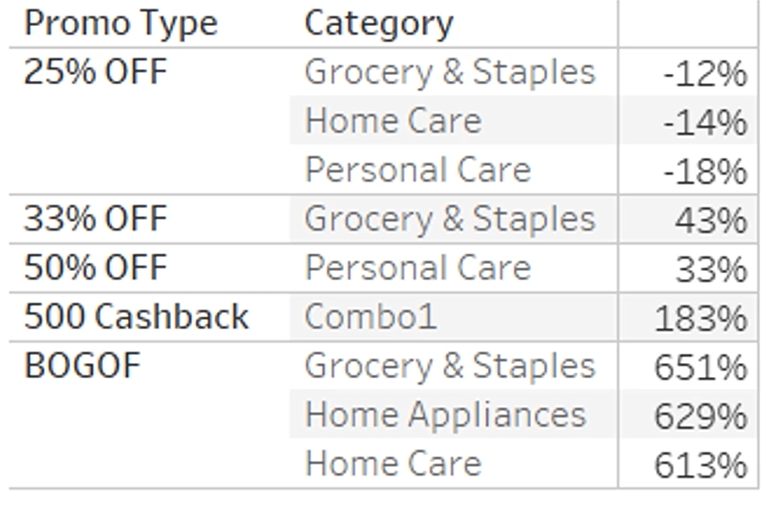 Promo Type Category
25% OFF Grocery & Staples -12%
Home Care -14%
Personal Care -18%
33% OFF Grocery & Staples 43%
50% OFF Personal Care 33%
500 Cashback Combo1 183%
BOGOF Grocery & Staples 651%
Home Appliances 629%
Home Care 613%